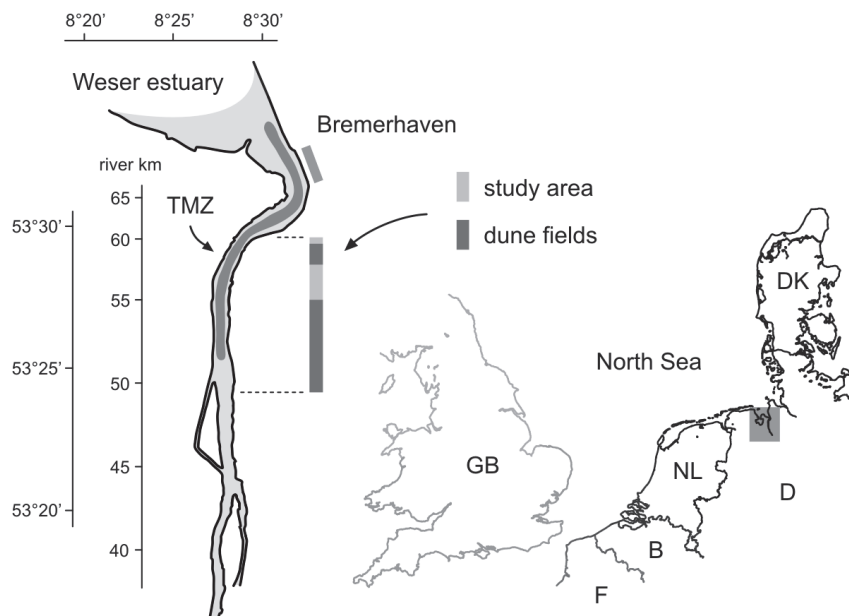 8°20’ 8°25’ 8°30’
Weser estuary
Bremerhaven
river km
study area
dune fields
TMZ
65
60
55
50
45
40
53°30’
53°25’
53°20’
North Sea
DK
GB
NL
D
B
F